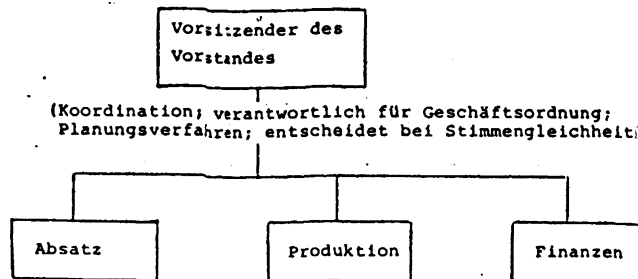 Vorsitzender des
Vorstandes
(Koordination; verantwortlich für Geschäftsordnung;
Planungsverfahren; entscheidet bei Stimmengleichheit
Absatz
Produktion
Finanzen